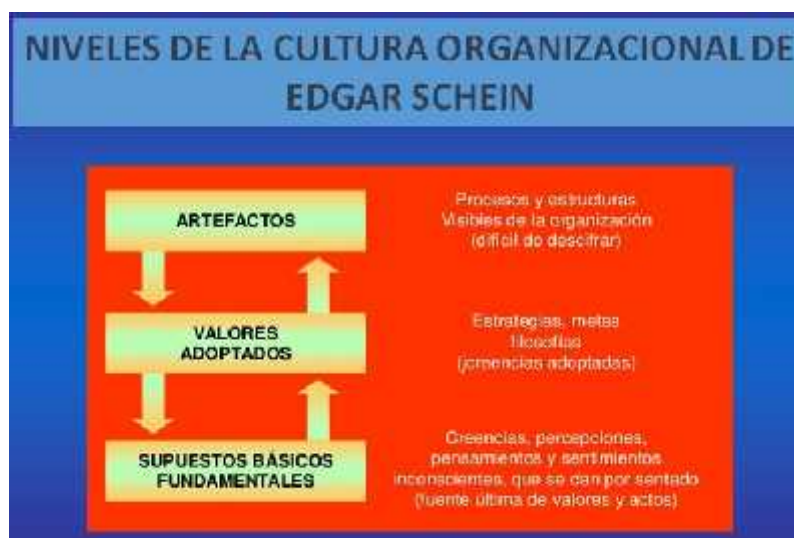 NIVELES DE LA CULTURA ORGANIZACIONAL DE
EDGAR SCHEIN
ARTEFACTOS
Procesos y estructuras
Visibles de la organización
(difícil de descifrar)
VALORES
ADOPTADOS
Estrategias, metas
filosofías
(creencias adoptadas)
SUPUESTOS BÁSICOS
FUNDAMENTALES
Creencias, percepciones,
pensamientos y sentimientos
inconscientes, que se dan por sentado
(fuente última de valores y actos)